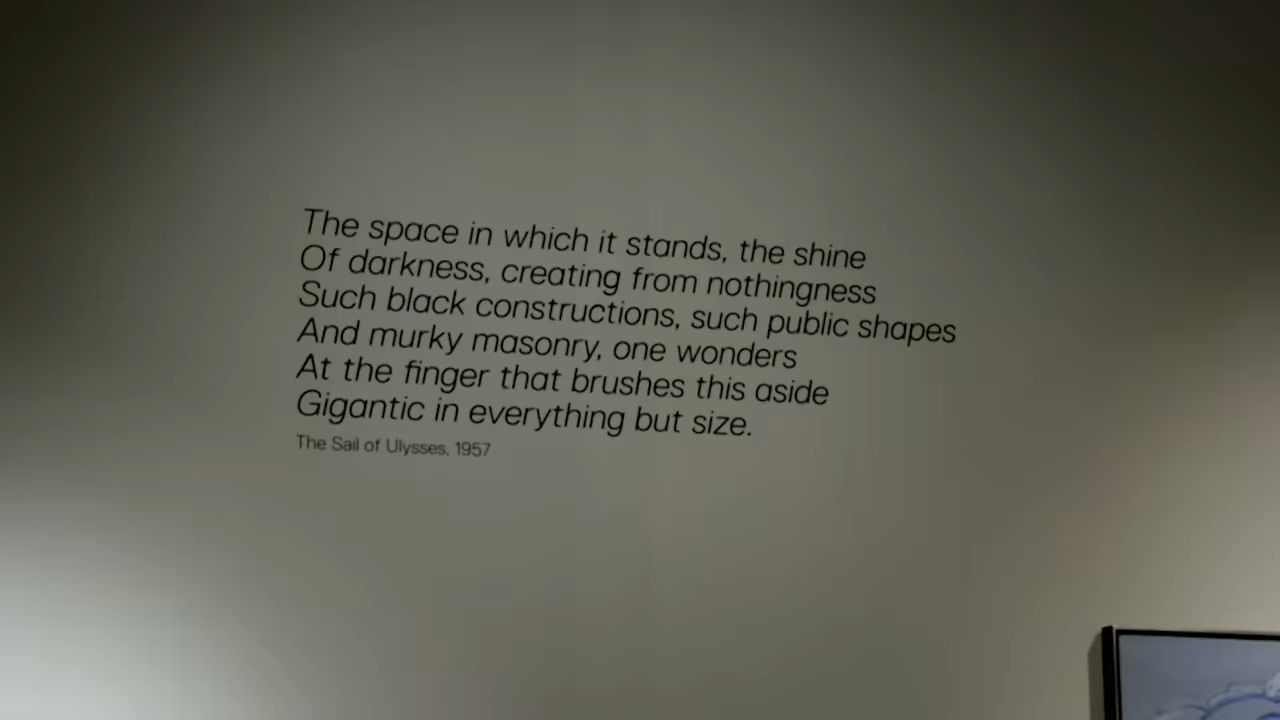 The space in which it stands, the shine
Of darkness, creating from nothingness
Such black constructions, such public shapes
And murky masonry, one wonders
At the finger that brushes this aside
Gigantic in everything but size.
The Sail of Ulysses, 1957